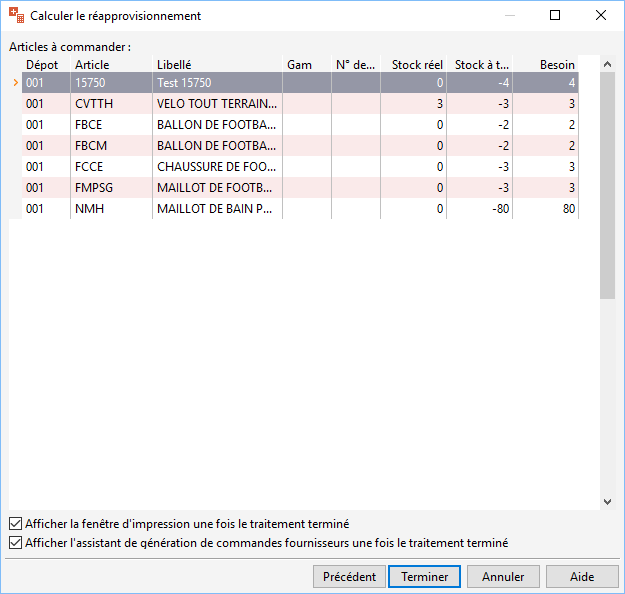 Calculer le réapprovisionnement
Articles à commander :
Dépot Article Libellé Gam N° de... Stock réel Stock à t... Besoin
001 15750 Test 15750 0 -4 4
001 CVTTH VELO TOUT TERRAIN... 3 -3 3
001 FBCE BALLON DE FOOTBA... 0 -2 2
001 FBCM BALLON DE FOOTBA... 0 -2 2
001 FCCE CHAUSSURE DE FOO... 0 -3 3
001 FMPSG MAILLOT DE FOOTB... 0 -3 3
001 NMH MAILLOT DE BAIN P... 0 -80 80
Afficher la fenêtre d'impression une fois le traitement terminé
Afficher l'assistant de génération de commandes fournisseurs une fois le traitement terminé
Précédent Terminer Annuler Aide